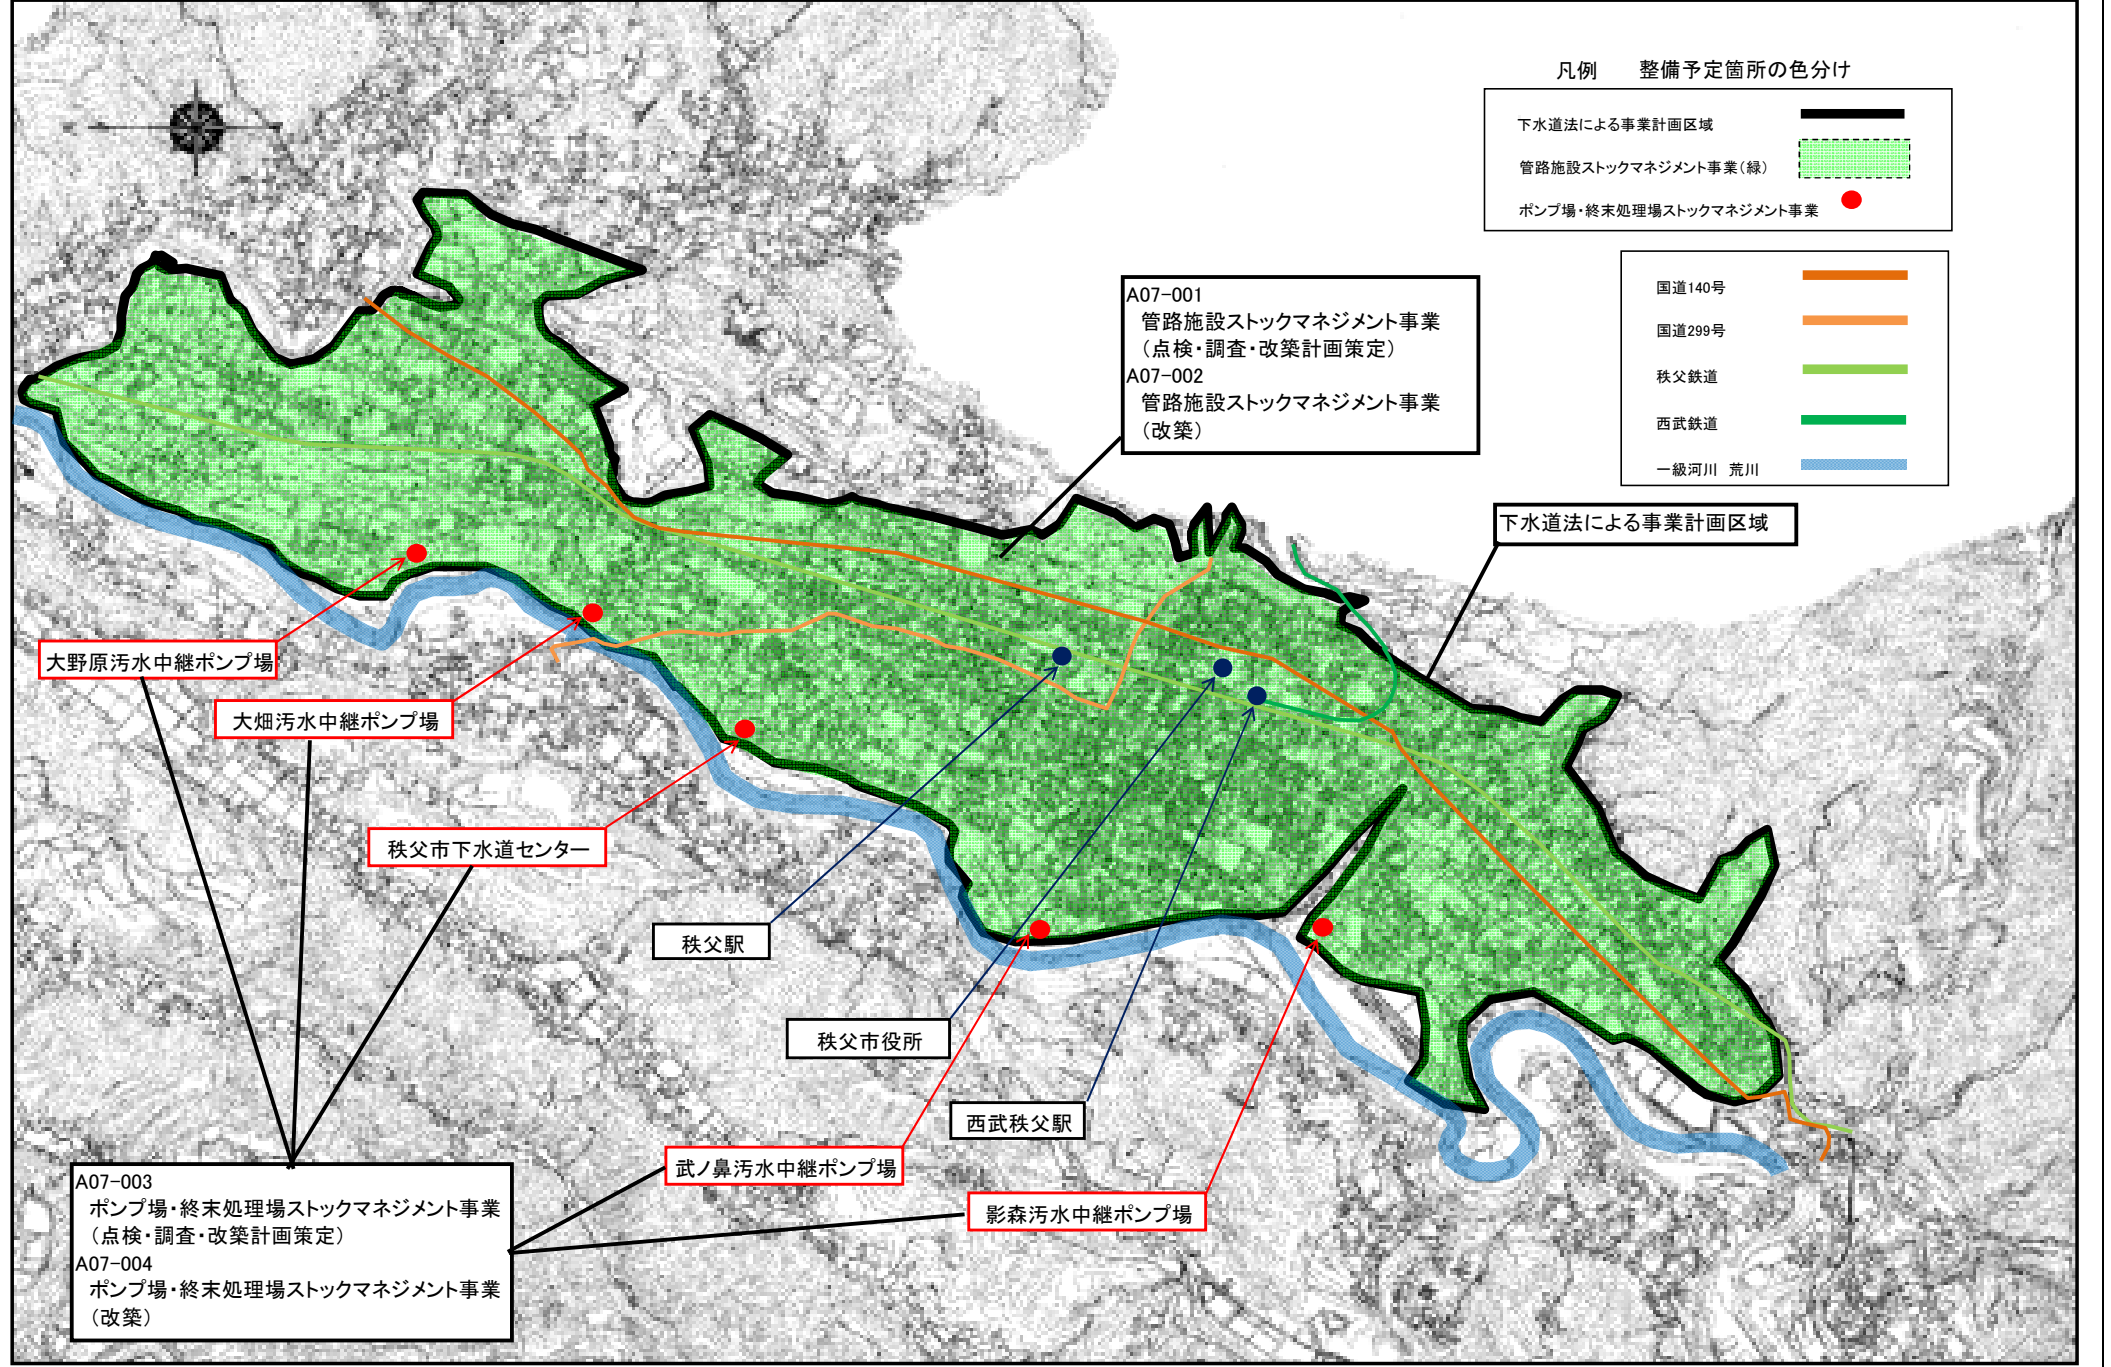 凡例　整備予定箇所の色分け
下水道法による事業計画区域
管路施設ストックマネジメント事業(緑)
ポンプ場・終末処理場ストックマネジメント事業
国道140号
国道299号
秩父鉄道
西武鉄道
一級河川　荒川
A07-001
管路施設ストックマネジメント事業
(点検・調査・改築計画策定)
A07-002
管路施設ストックマネジメント事業
(改築)
下水道法による事業計画区域
大野原汚水中継ポンプ場
大畑汚水中継ポンプ場
秩父市下水道センター
秩父駅
秩父市役所
西武秩父駅
武ノ鼻汚水中継ポンプ場
影森汚水中継ポンプ場
A07-003
ポンプ場・終末処理場ストックマネジメント事業
(点検・調査・改築計画策定)
A07-004
ポンプ場・終末処理場ストックマネジメント事業
(改築)